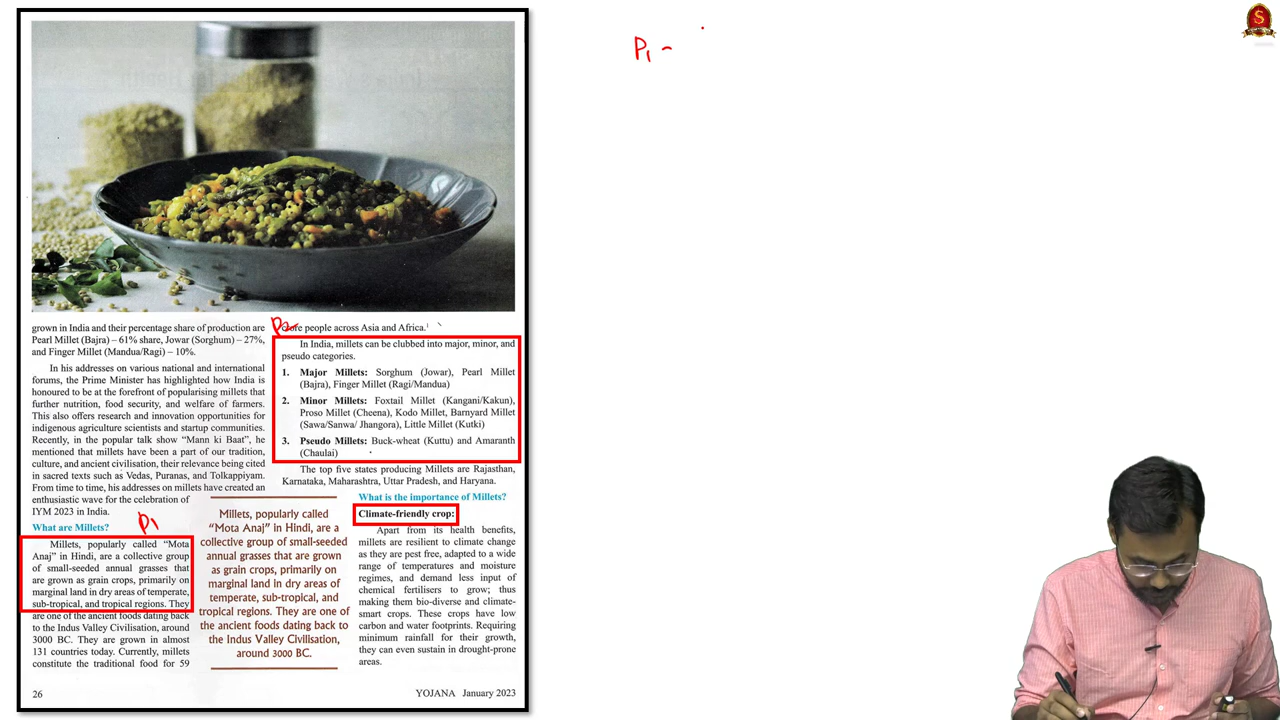 grown in India and their percentage share of production are
Pearl Millet (Bajra) – 61% share, Jowar (Sorghum) – 27%,
and Finger Millet (Mandua/Ragi) – 10%.
In his addresses on various national and international
forums, the Prime Minister has highlighted how India is
honoured to be at the forefront of popularising millets that
further nutrition, food security, and welfare of farmers.
This also offers research and innovation opportunities for
indigenous agriculture scientists and startup communities.
Recently, in the popular talk show “Mann ki Baat”, he
mentioned that millets have been a part of our tradition,
culture, and ancient civilisation, their relevance being cited
in sacred texts such as Vedas, Puranas, and Tolkappiyam.
From time to time, his addresses on millets have created an
enthusiastic wave for the celebration of
IYM 2023 in India.
What are Millets?
P1
Millets, popularly called “Mota
Anaj” in Hindi, are a collective group
of small-seeded annual grasses that
are grown as grain crops, primarily on
marginal land in dry areas of temperate,
sub-tropical, and tropical regions. They
are one of the ancient foods dating back
to the Indus Valley Civilisation, around
3000 BC. They are grown in almost
131 countries today. Currently, millets
constitute the traditional food for 59
Millets, popularly called
“Mota Anaj” in Hindi, are a
collective group of small-seeded
annual grasses that are grown
as grain crops, primarily on
marginal land in dry areas of
temperate, sub-tropical, and
tropical regions. They are one of
the ancient foods dating back to
the Indus Valley Civilisation,
around 3000 BC.
P2
crore people across Asia and Africa.¹
In India, millets can be clubbed into major, minor, and
pseudo categories.
1. Major Millets: Sorghum (Jowar), Pearl Millet
(Bajra), Finger Millet (Ragi/Mandua)
2. Minor Millets: Foxtail Millet (Kangani/Kakun),
Proso Millet (Cheena), Kodo Millet, Barnyard Millet
(Sawa/Sanwa/ Jhangora), Little Millet (Kutki)
3. Pseudo Millets: Buck-wheat (Kuttu) and Amaranth
(Chaulai)
The top five states producing Millets are Rajasthan,
Karnataka, Maharashtra, Uttar Pradesh, and Haryana.
What is the importance of Millets?
Climate-friendly crop:
Apart from its health benefits,
millets are resilient to climate change
as they are pest free, adapted to a wide
range of temperatures and moisture
regimes, and demand less input of
chemical fertilisers to grow; thus
making them bio-diverse and climate-
smart crops. These crops have low
carbon and water footprints. Requiring
minimum rainfall for their growth,
they can even sustain in drought-prone
areas.
26
YOJANA January 2023
P1 -
S